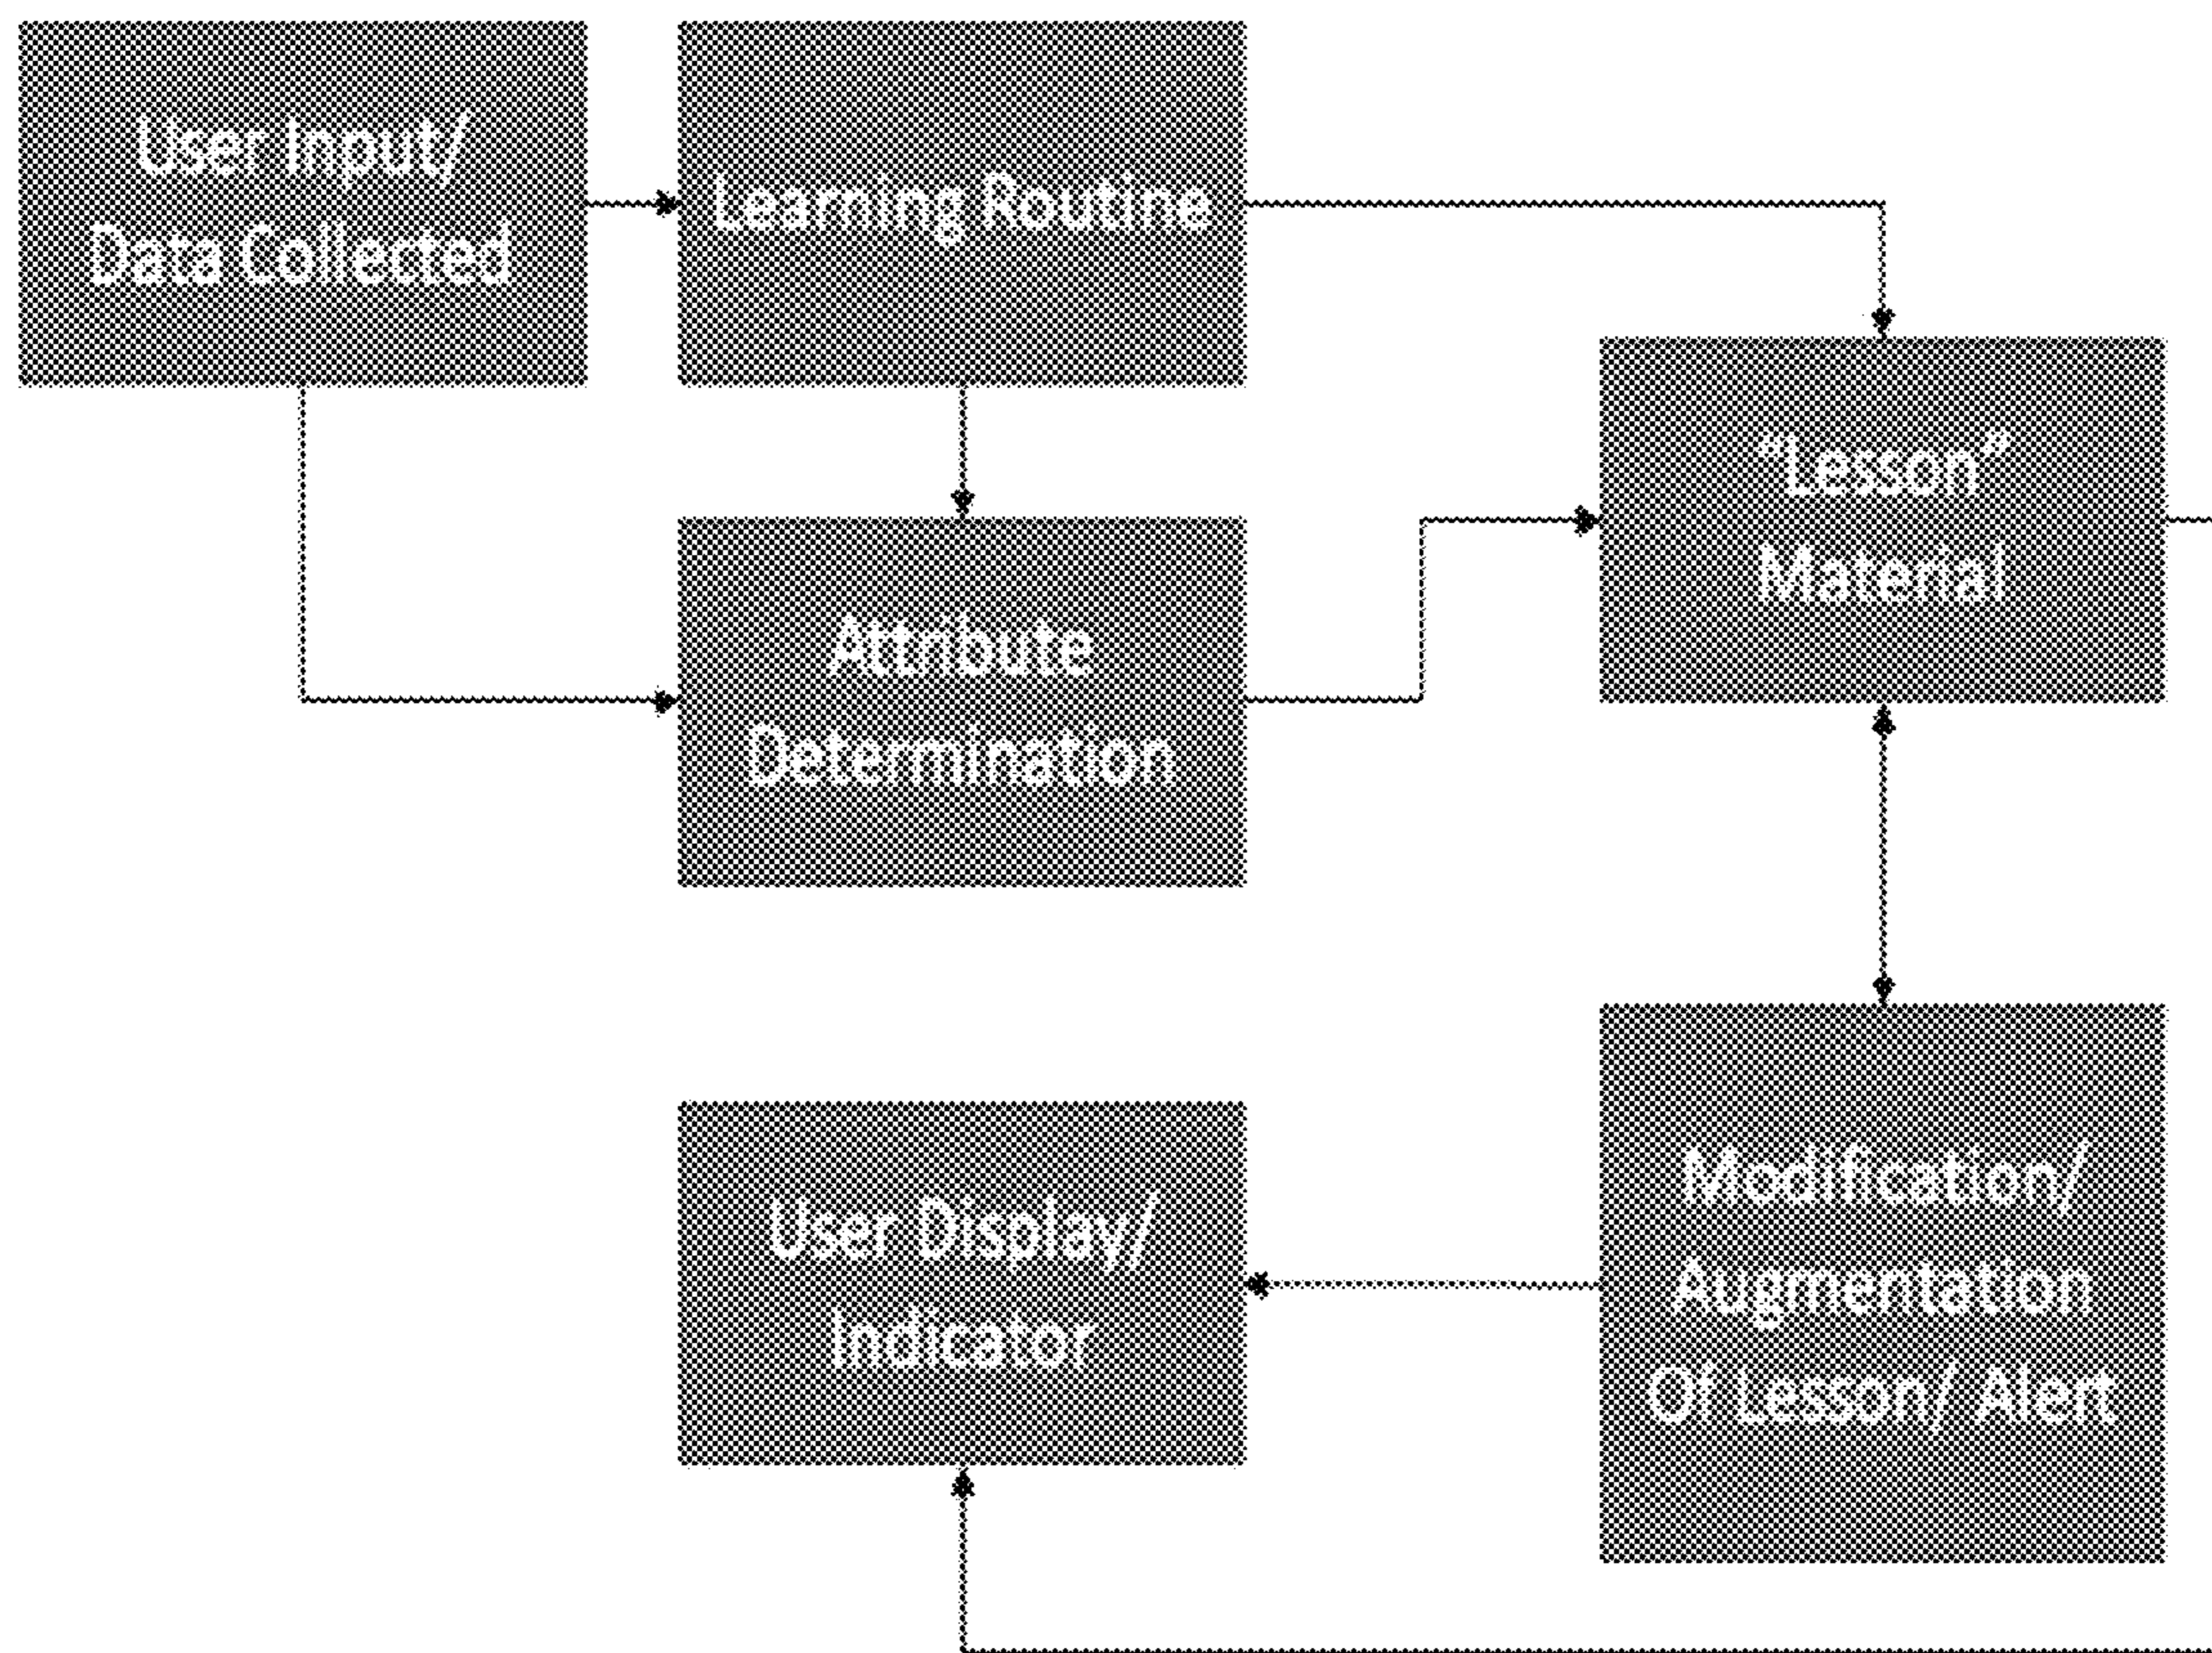 User Input/
Data Collected
Learning Routine
"Lesson"
Material
Attribute
Determination
User Display/
Indicator
Modification/
Augmentation
Of Lesson/ Alert